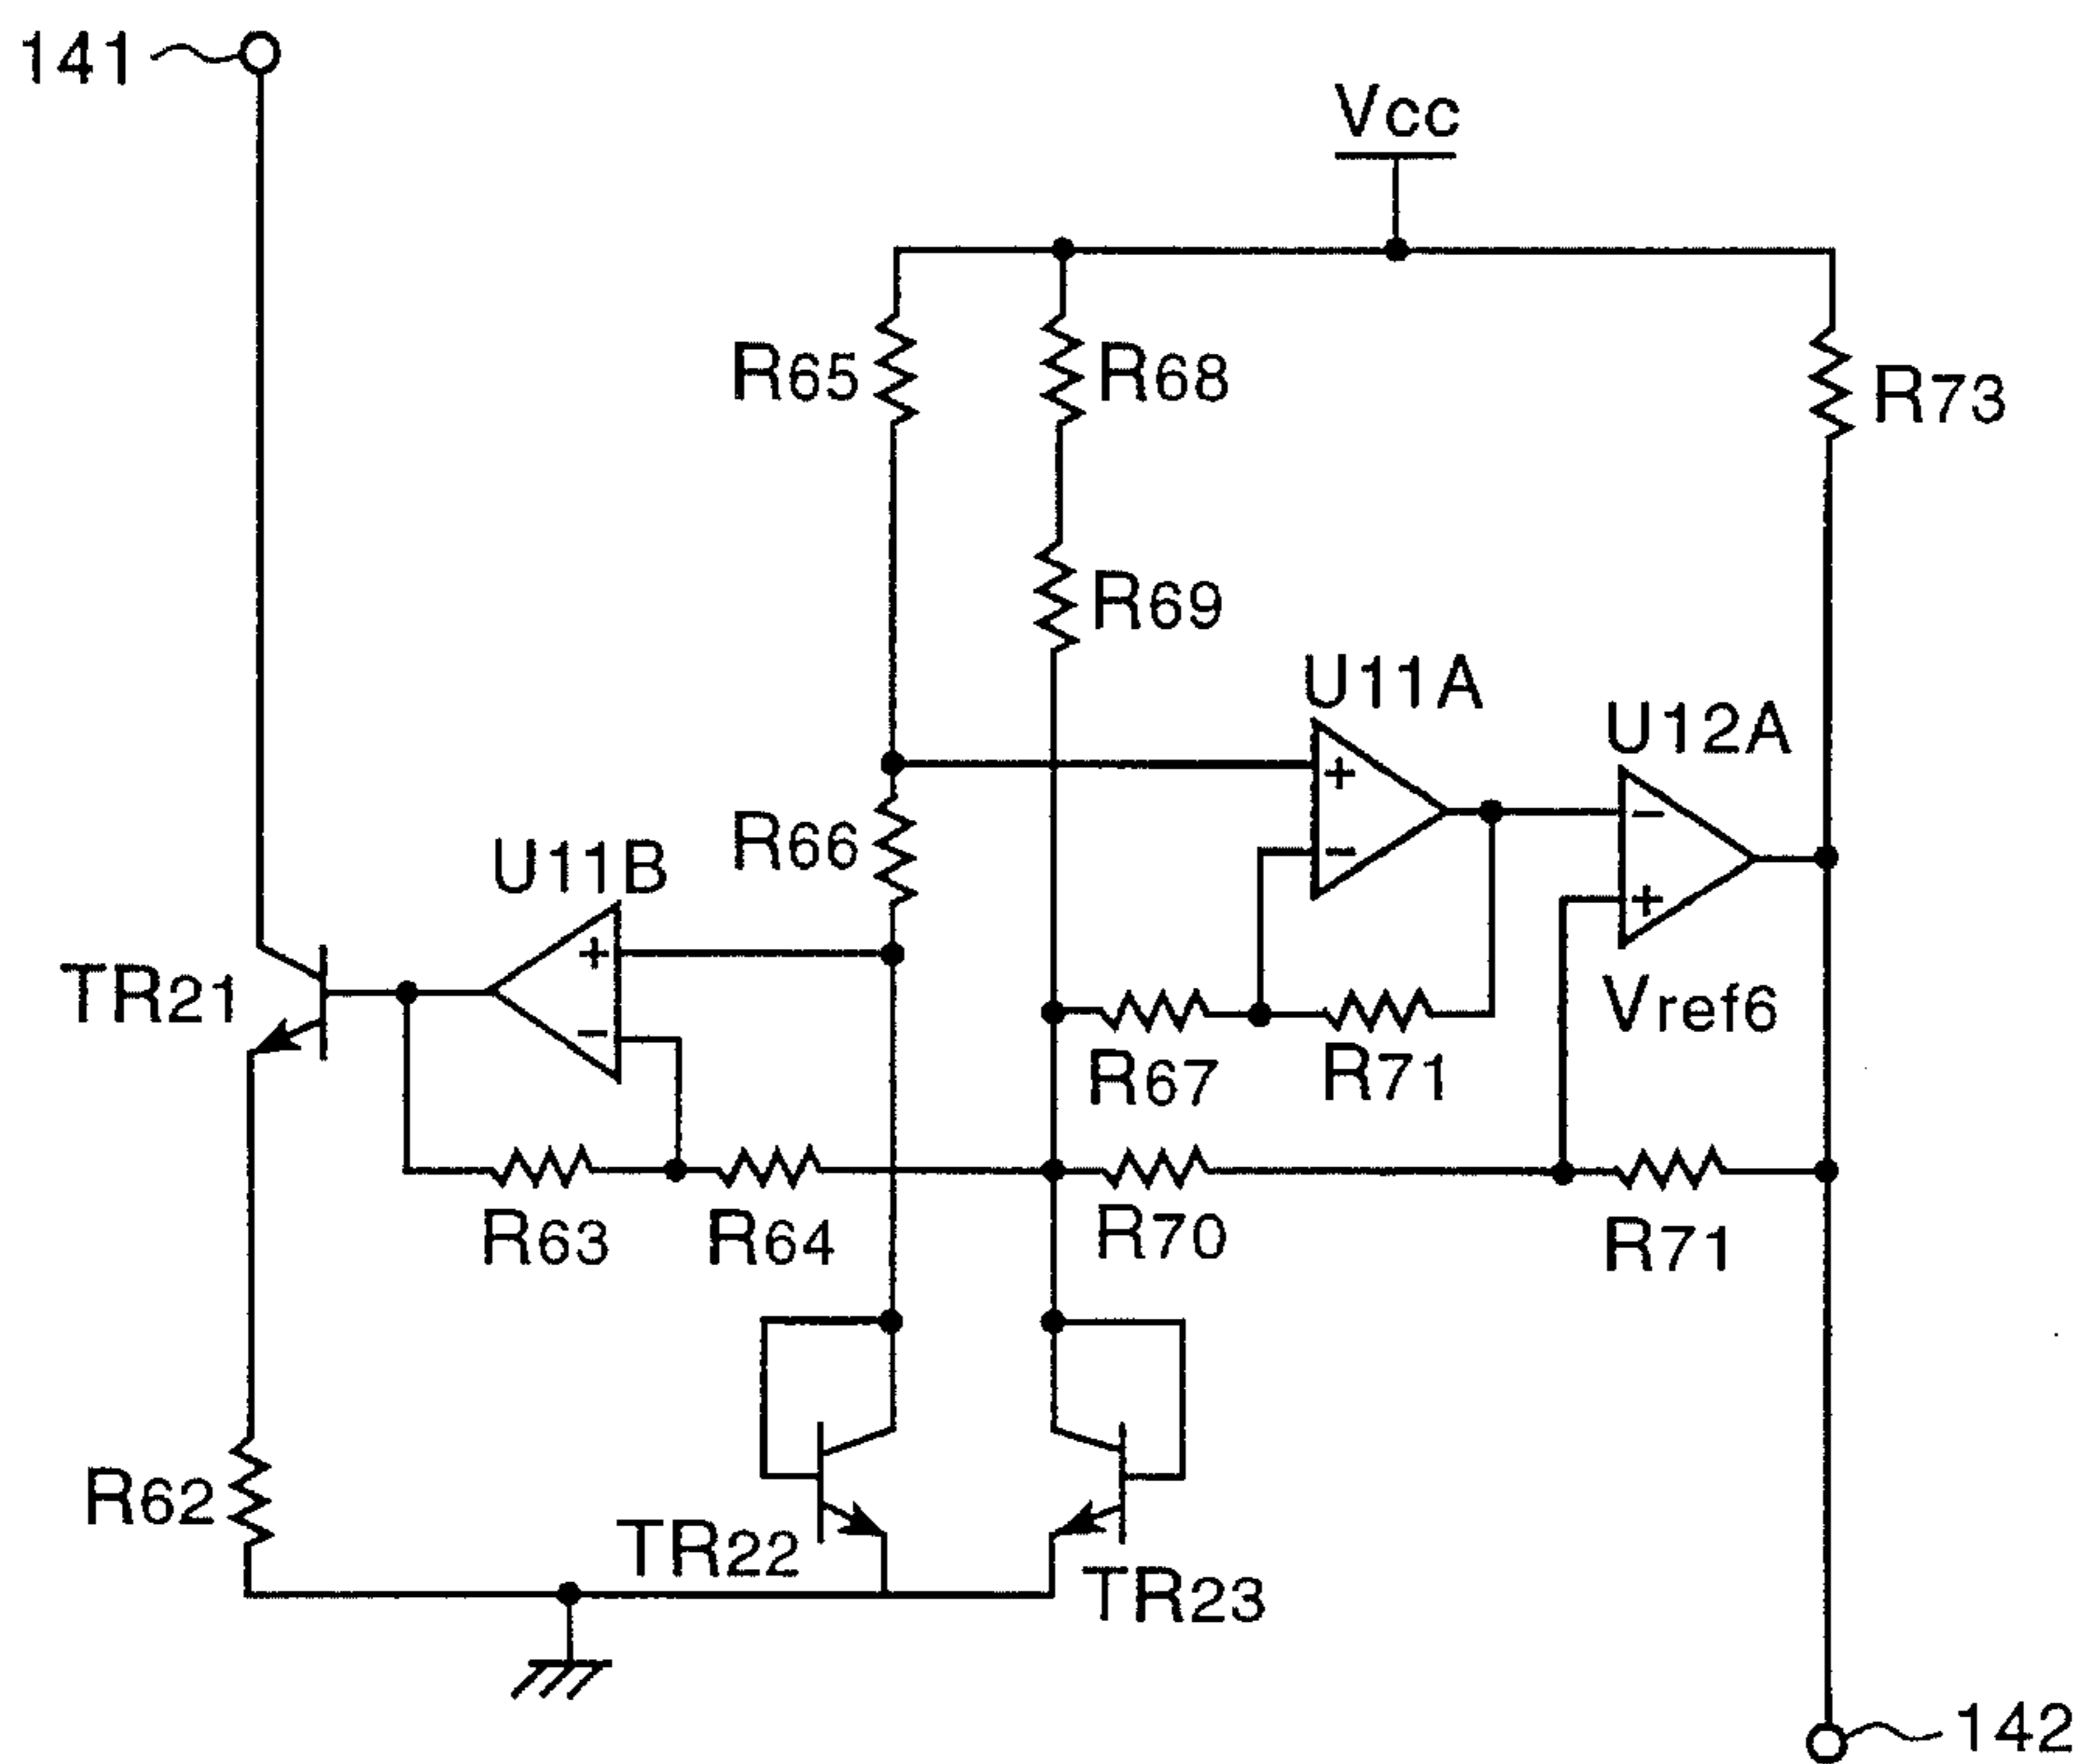 141
Vcc
R65
R68
R73
R69
U11A
U12A
R66
U11B
+
-
-
+
+
-
TR21
Vref6
R67
R71
R63
R64
R70
R71
R62
TR22
TR23
142